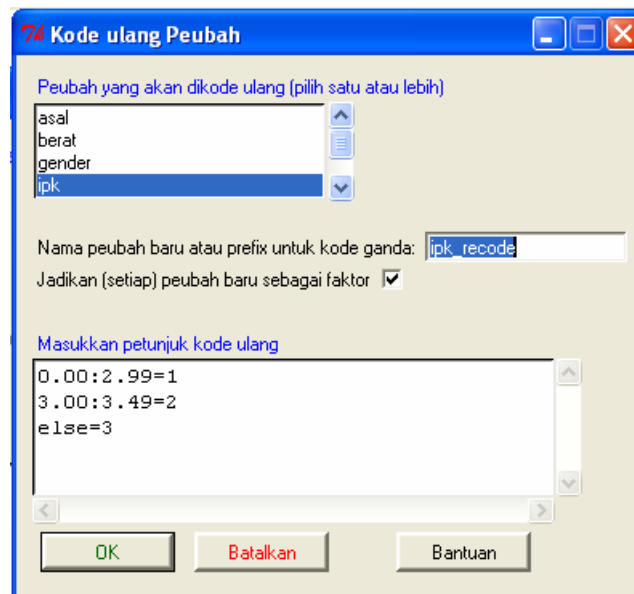 Kode ulang Peubah
Peubah yang akan dikode ulang (pilih satu atau lebih)
asal
berat
gender
ipk
Nama peubah baru atau prefix untuk kode ganda: ipk_recode
Jadikan (setiap) peubah baru sebagai faktor
Masukkan petunjuk kode ulang
0.00:2.99=1
3.00:3.49=2
else=3
OK Batalkan Bantuan